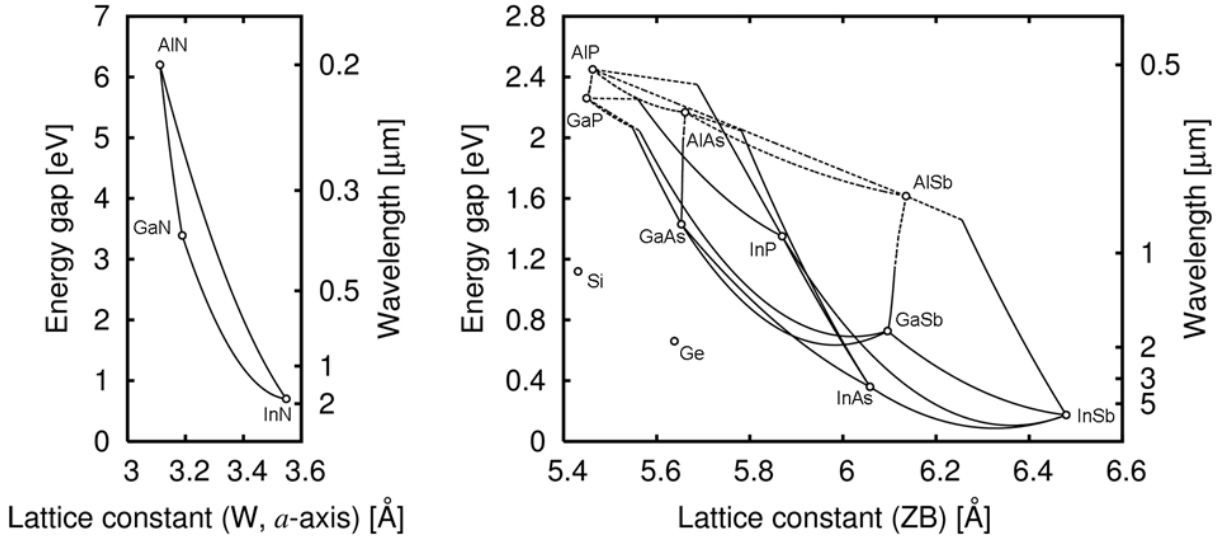 7
6
5
4
3
2
1
0
Energy gap [eV]
AlN
GaN
InN
0.2
0.3
0.5
1
2
Wavelength [μm]
3 3.2 3.4 3.6
Lattice constant (W, a-axis) [Å]
2.8
2.4
2
1.6
1.2
0.8
0.4
0
Energy gap [eV]
AlP
GaP
AlAs
AlSb
GaAs
InP
Si
GaSb
Ge
InAs
InSb
0.5
1
2
3
5
Wavelength [μm]
5.4 5.6 5.8 6 6.2 6.4 6.6
Lattice constant (ZB) [Å]